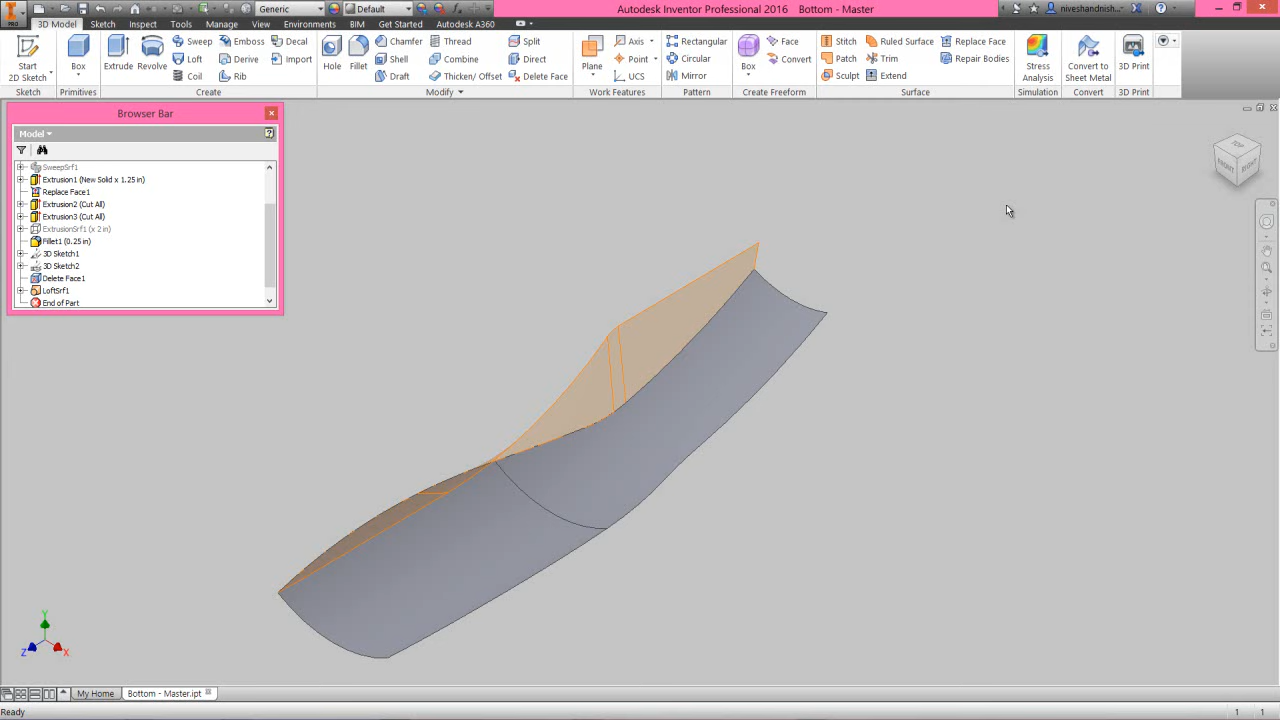 Generic
Default
Autodesk Inventor Professional 2016 Bottom - Master
niveshandnish...
PRO
3D Model Sketch Inspect Tools Manage View Environments BIM Get Started Autodesk A360
Start
2D Sketch
Box
Extrude
Revolve
Sweep
Loft
Coil
Emboss
Derive
Rib
Decal
Import
Hole
Fillet
Chamfer
Shell
Draft
Thread
Combine
Thicken/ Offset
Split
Direct
Delete Face
Plane
Axis
Point
UCS
Rectangular
Circular
Mirror
Box
Face
Convert
Stitch
Patch
Sculpt
Ruled Surface
Trim
Extend
Replace Face
Repair Bodies
Stress
Analysis
Convert to
Sheet Metal
3D Print
Sketch Primitives Create Modify Work Features Pattern Create Freeform Surface Simulation Convert 3D Print
Browser Bar
Model
SweepSrf1
Extrusion1 (New Solid x 1.25 in)
Replace Face1
Extrusion2 (Cut All)
Extrusion3 (Cut All)
ExtrusionSrf1 (x 2 in)
Fillet1 (0.25 in)
3D Sketch1
3D Sketch2
Delete Face1
LoftSrf1
End of Part
TOP
FRONT
RIGHT
Y
Z
X
My Home Bottom - Master.ipt
Ready 1 1